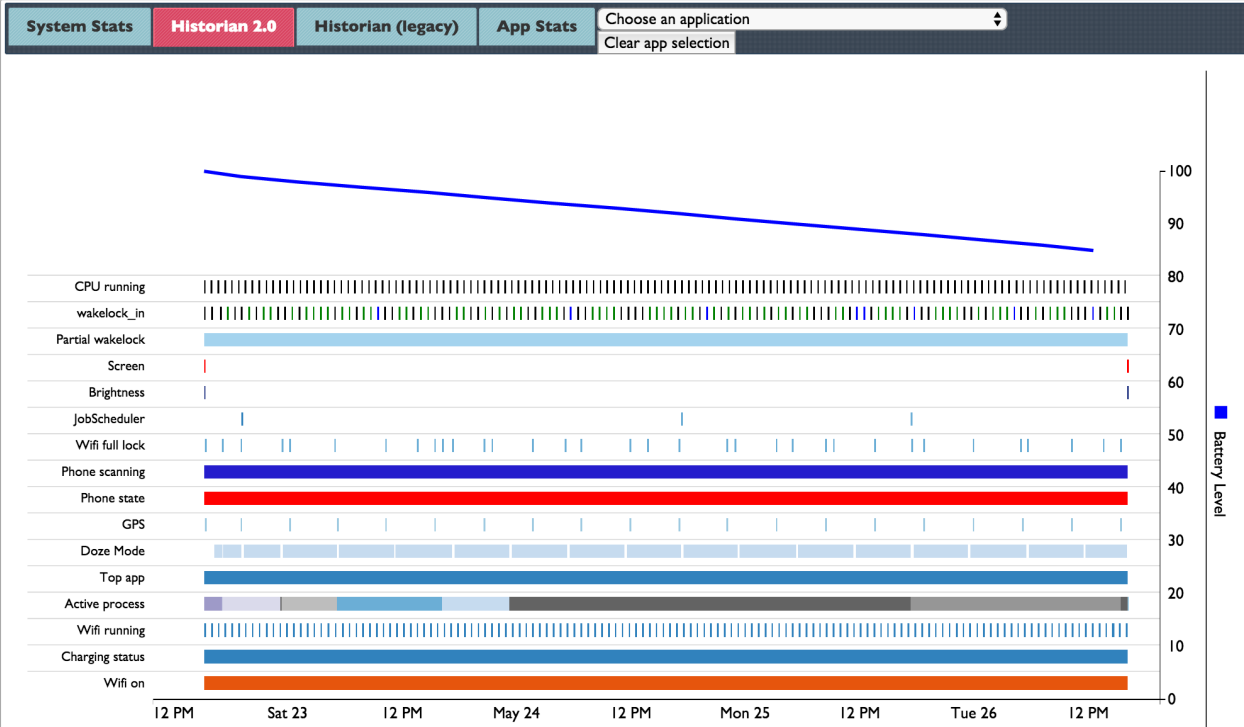 System Stats Historian 2.0 Historian (legacy) App Stats Choose an application
Clear app selection
100
90
80
CPU running
wakelock_in
70
Partial wakelock
Screen
60
Brightness
JobScheduler
50
Wifi full lock
Phone scanning
40
Phone state
GPS
30
Doze Mode
Top app
20
Active process
Wifi running
10
Charging status
Wifi on
0
12 PM Sat 23 12 PM May 24 12 PM Mon 25 12 PM Tue 26 12 PM
Battery Level